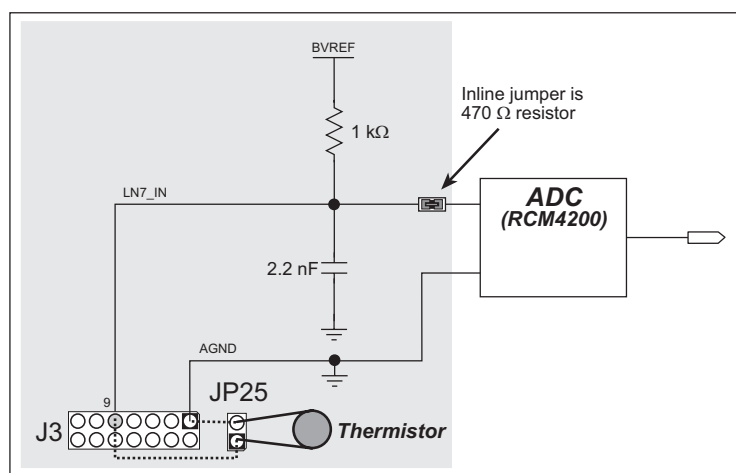 BVREF
Inline jumper is
470 Ω resistor
1 kΩ
LN7_IN
ADC
(RCM4200)
2.2 nF
AGND
9
JP25
J3
Thermistor